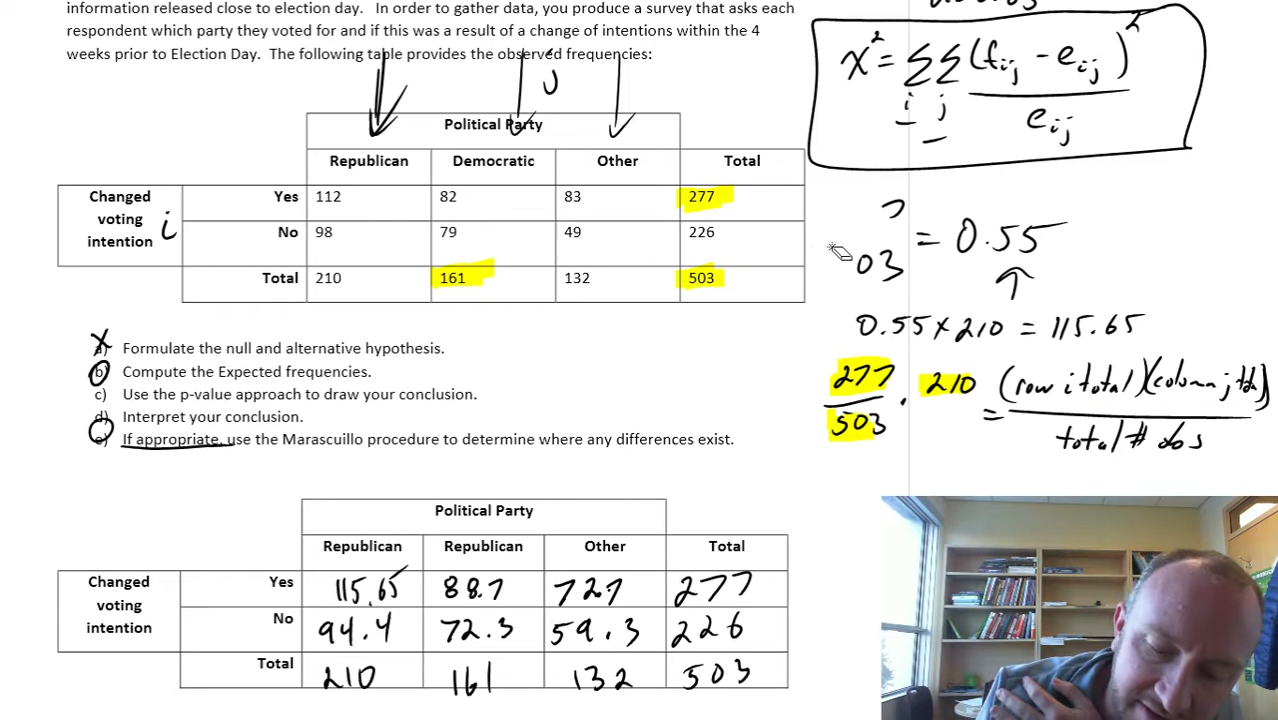 information released close to election day. In order to gather data, you produce a survey that asks each
respondent which party they voted for and if this was a result of a change of intentions within the 4
weeks prior to Election Day. The following table provides the observed frequencies:
j
Political Party
Republican Democratic Other Total
Changed voting intention i
Yes 112 82 83 277
No 98 79 49 226
Total 210 161 132 503
a) Formulate the null and alternative hypothesis.
b) Compute the Expected frequencies.
c) Use the p-value approach to draw your conclusion.
d) Interpret your conclusion.
e) If appropriate, use the Marascuillo procedure to determine where any differences exist.
Political Party
Republican Republican Other Total
Changed voting intention
Yes 115.65 88.7 72.7 277
No 94.4 72.3 59.3 226
Total 210 161 132 503
χ² = Σi Σj (fij - eij)² / eij
7
03 = 0.55
0.55 × 210 = 115.65
277 / 503 · 210 = (row i total)(column j total) / total # obs